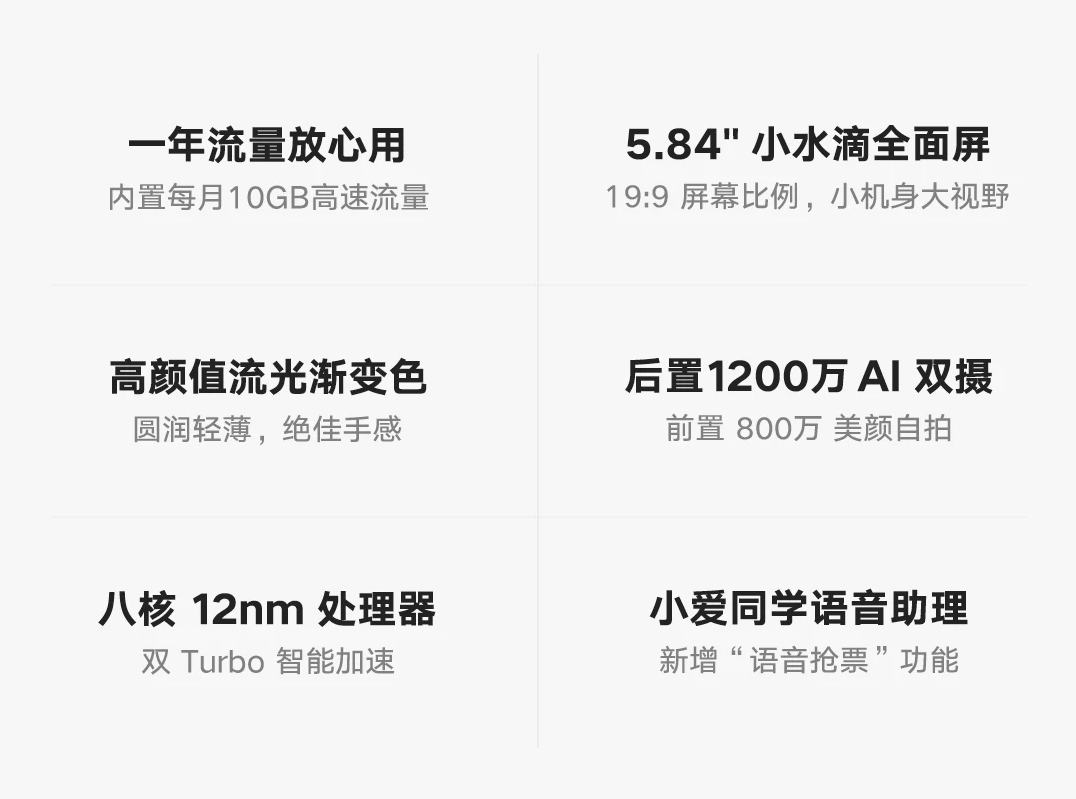 一年流量放心用
内置每月10GB高速流量
5.84" 小水滴全面屏
19:9 屏幕比例，小机身大视野
高颜值流光渐变色
圆润轻薄，绝佳手感
后置1200万 AI 双摄
前置 800万 美颜自拍
八核 12nm 处理器
双 Turbo 智能加速
小爱同学语音助理
新增“语音抢票”功能